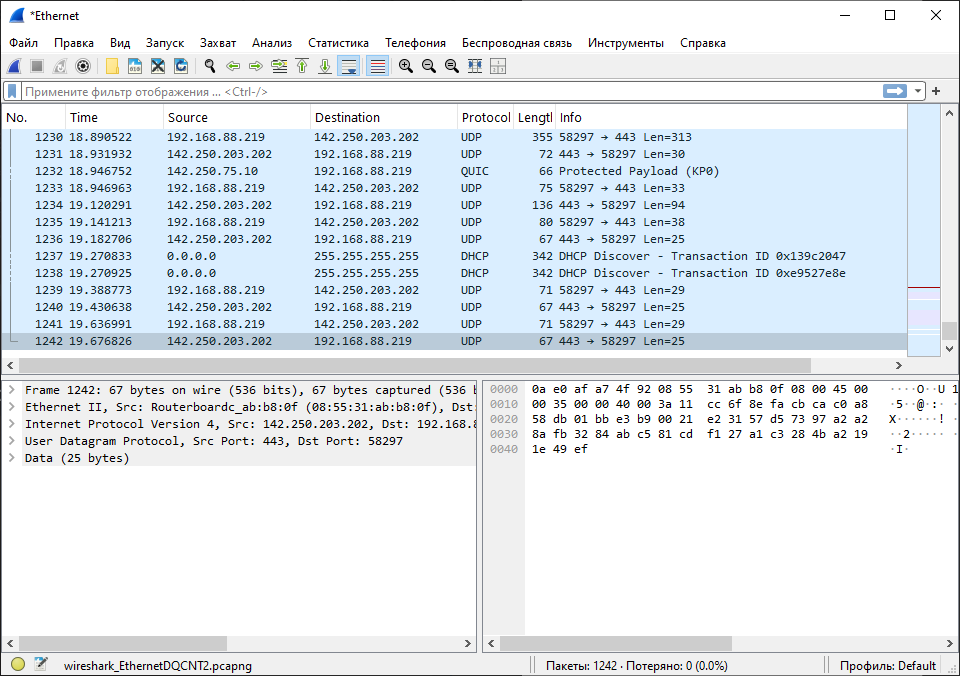 *Ethernet
Файл Правка Вид Запуск Захват Анализ Статистика Телефония Беспроводная связь Инструменты Справка
Примените фильтр отображения ... <Ctrl-/>
No. Time Source Destination Protocol Lengtl Info
1230 18.890522 192.168.88.219 142.250.203.202 UDP 355 58297 → 443 Len=313
1231 18.931932 142.250.203.202 192.168.88.219 UDP 72 443 → 58297 Len=30
1232 18.946752 142.250.75.10 192.168.88.219 QUIC 66 Protected Payload (KP0)
1233 18.946963 192.168.88.219 142.250.203.202 UDP 75 58297 → 443 Len=33
1234 19.120291 142.250.203.202 192.168.88.219 UDP 136 443 → 58297 Len=94
1235 19.141213 192.168.88.219 142.250.203.202 UDP 80 58297 → 443 Len=38
1236 19.182706 142.250.203.202 192.168.88.219 UDP 67 443 → 58297 Len=25
1237 19.270833 0.0.0.0 255.255.255.255 DHCP 342 DHCP Discover - Transaction ID 0x139c2047
1238 19.270925 0.0.0.0 255.255.255.255 DHCP 342 DHCP Discover - Transaction ID 0xe9527e8e
1239 19.388773 192.168.88.219 142.250.203.202 UDP 71 58297 → 443 Len=29
1240 19.430638 142.250.203.202 192.168.88.219 UDP 67 443 → 58297 Len=25
1241 19.636991 192.168.88.219 142.250.203.202 UDP 71 58297 → 443 Len=29
1242 19.676826 142.250.203.202 192.168.88.219 UDP 67 443 → 58297 Len=25
Frame 1242: 67 bytes on wire (536 bits), 67 bytes captured (536 b
Ethernet II, Src: Routerboardc_ab:b8:0f (08:55:31:ab:b8:0f), Dst:
Internet Protocol Version 4, Src: 142.250.203.202, Dst: 192.168.8
User Datagram Protocol, Src Port: 443, Dst Port: 58297
Data (25 bytes)
0000 0a e0 af a7 4f 92 08 55 31 ab b8 0f 08 00 45 00 ····O··U 1
0010 00 35 00 00 40 00 3a 11 cc 6f 8e fa cb ca c0 a8 ·5··@·:·
0020 58 db 01 bb e3 b9 00 21 e2 31 57 d5 73 97 a2 a2 X······!
0030 8a fb 32 84 ab c5 81 cd f1 27 a1 c3 28 4b a2 19 ··2·····
0040 1e 49 ef ·I·
wireshark_EthernetDQCNT2.pcapng
Пакеты: 1242 · Потеряно: 0 (0.0%)
Профиль: Default